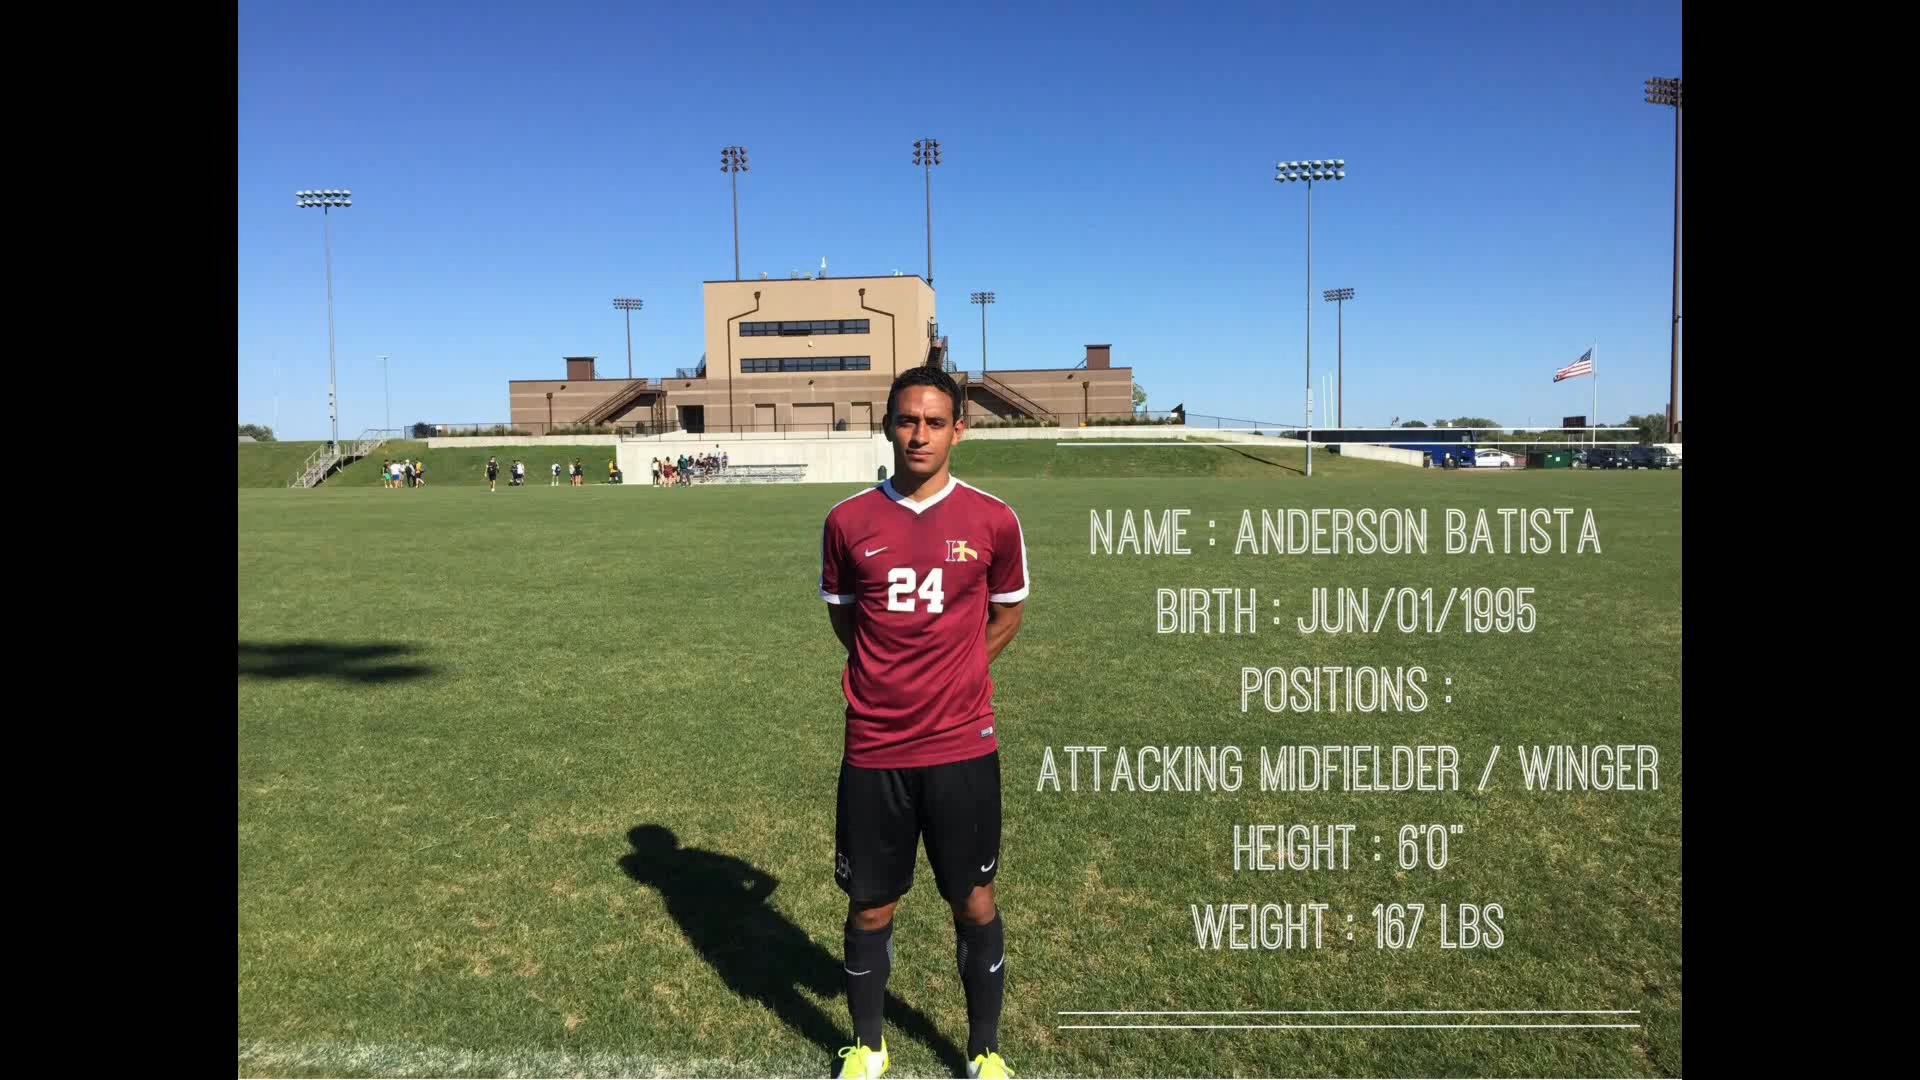 24
NAME : ANDERSON BATISTA
BIRTH : JUN/01/1995
POSITIONS :
ATTACKING MIDFIELDER / WINGER
HEIGHT : 6'0"
WEIGHT : 167 LBS